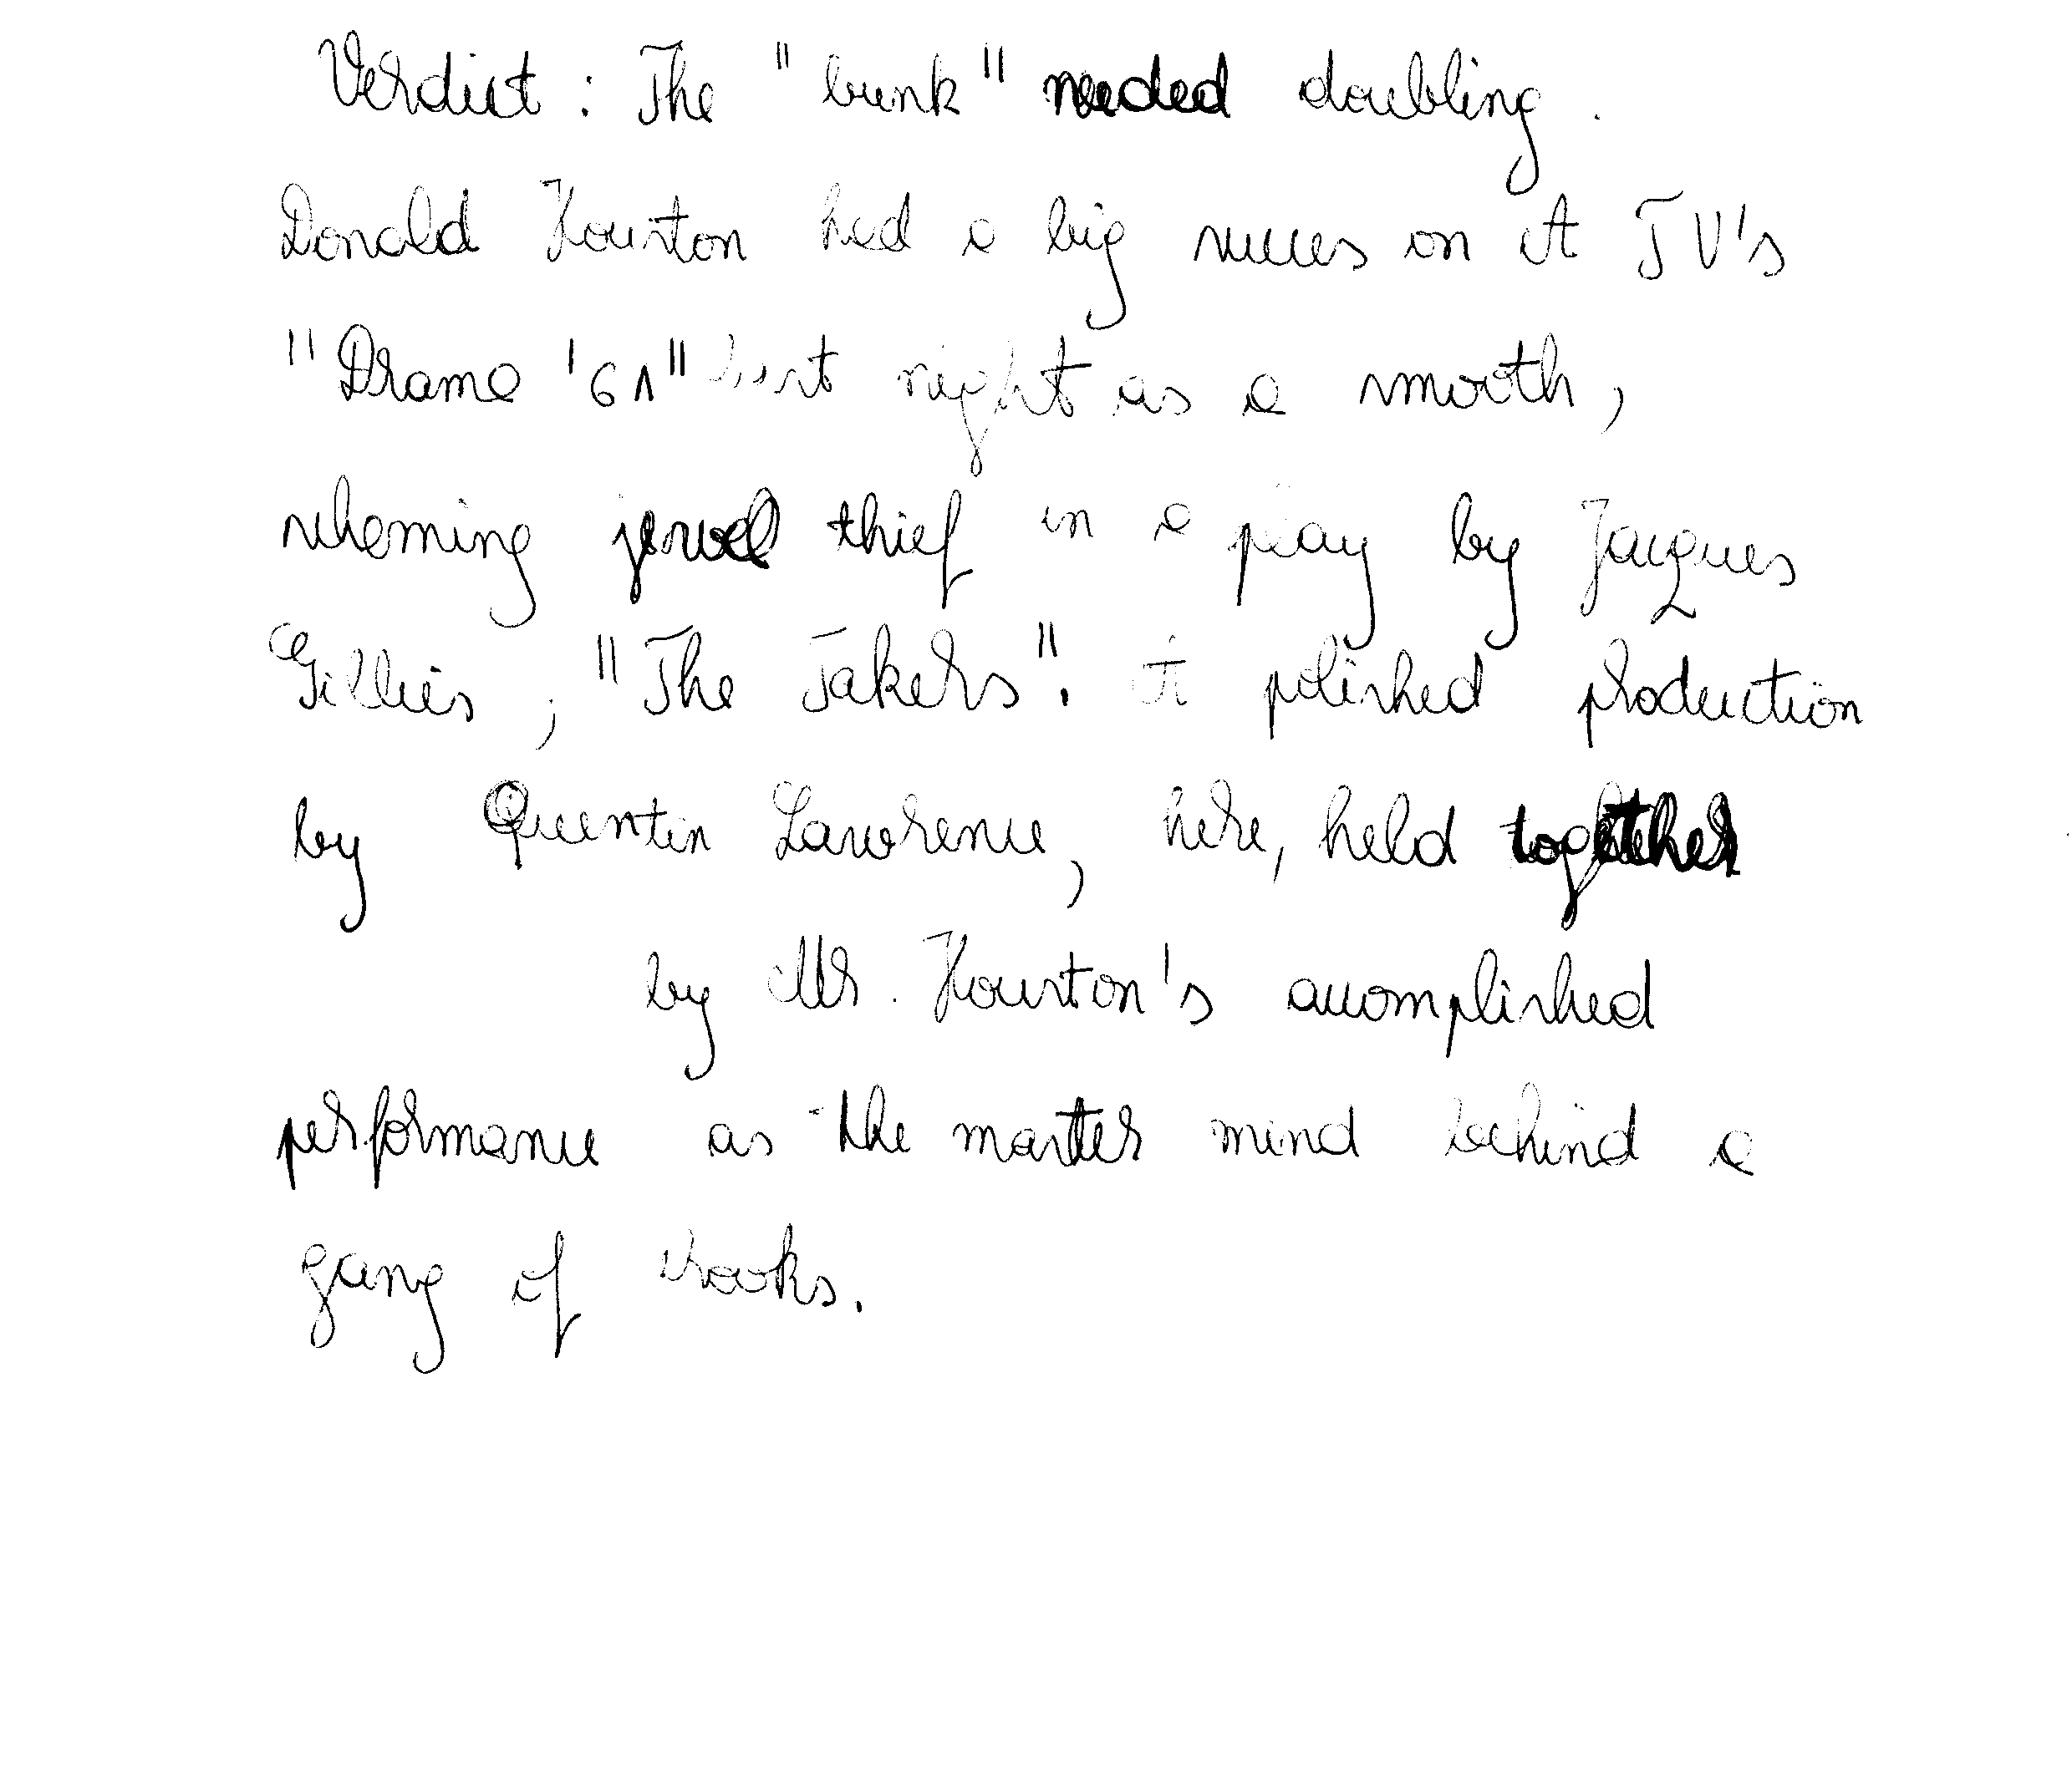 Verdict : The "bunk" needed doubling .
Donald Houston had a big succes on A TV's
"Drama '61" last night as a smooth,
scheming jewel thief in a play by Jacques
Gillies, "The Takers". A polished production
by Quentin Lawrence, here, held together
by Mr. Houston's accomplished
performance as the master mind behind a
gang of crooks.